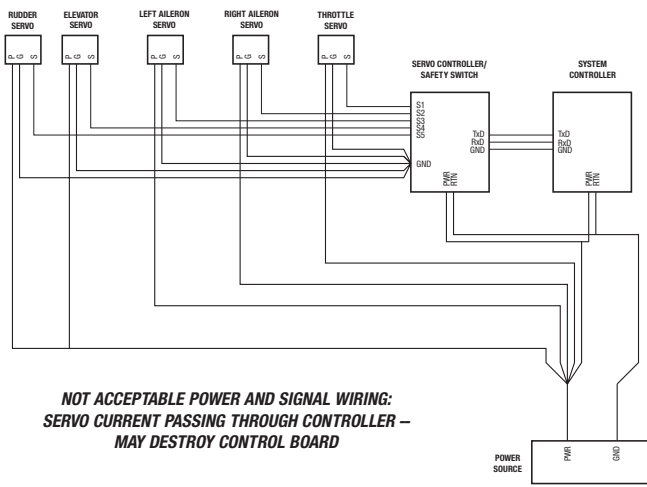 RUDDER
SERVO
ELEVATOR
SERVO
LEFT AILERON
SERVO
RIGHT AILERON
SERVO
THROTTLE
SERVO
P G S
P G S
P G S
P G S
P G S
SERVO CONTROLLER/
SAFETY SWITCH
S1
S2
S3
S4
S5
GND
TxD
RxD
GND
PWR
RTN
SYSTEM
CONTROLLER
TxD
RxD
GND
PWR
RTN
NOT ACCEPTABLE POWER AND SIGNAL WIRING:
SERVO CURRENT PASSING THROUGH CONTROLLER –
MAY DESTROY CONTROL BOARD
POWER
SOURCE
PWR
GND